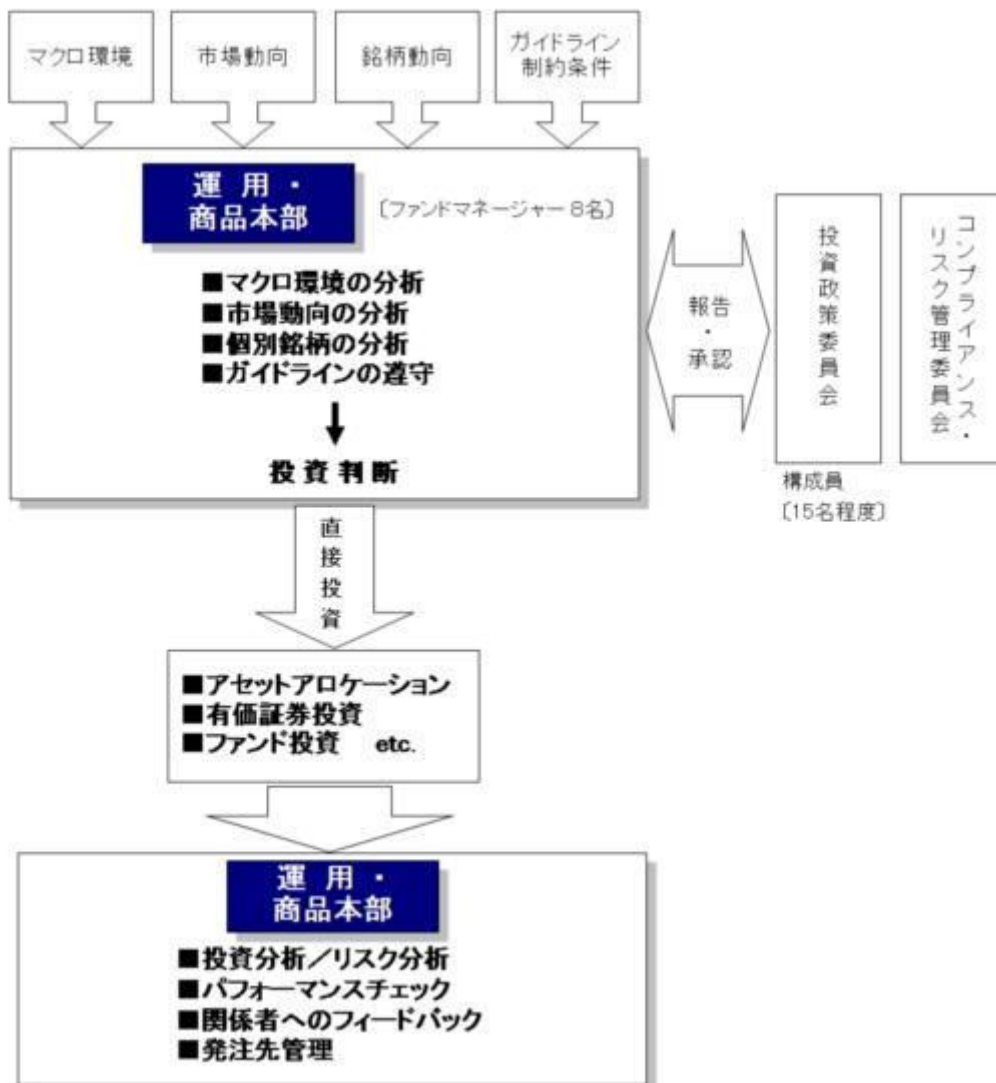 マクロ環境
市場動向
銘柄動向
ガイドライン
制約条件
運用・
商品本部
〔ファンドマネージャー8名〕
■マクロ環境の分析
■市場動向の分析
■個別銘柄の分析
■ガイドラインの遵守
投資判断
報告
・
承認
投資政策委員会
コンプライアンス・
リスク管理委員会
構成員
〔15名程度〕
直接投資
■アセットアロケーション
■有価証券投資
■ファンド投資 etc.
運用・
商品本部
■投資分析／リスク分析
■パフォーマンスチェック
■関係者へのフィードバック
■発注先管理